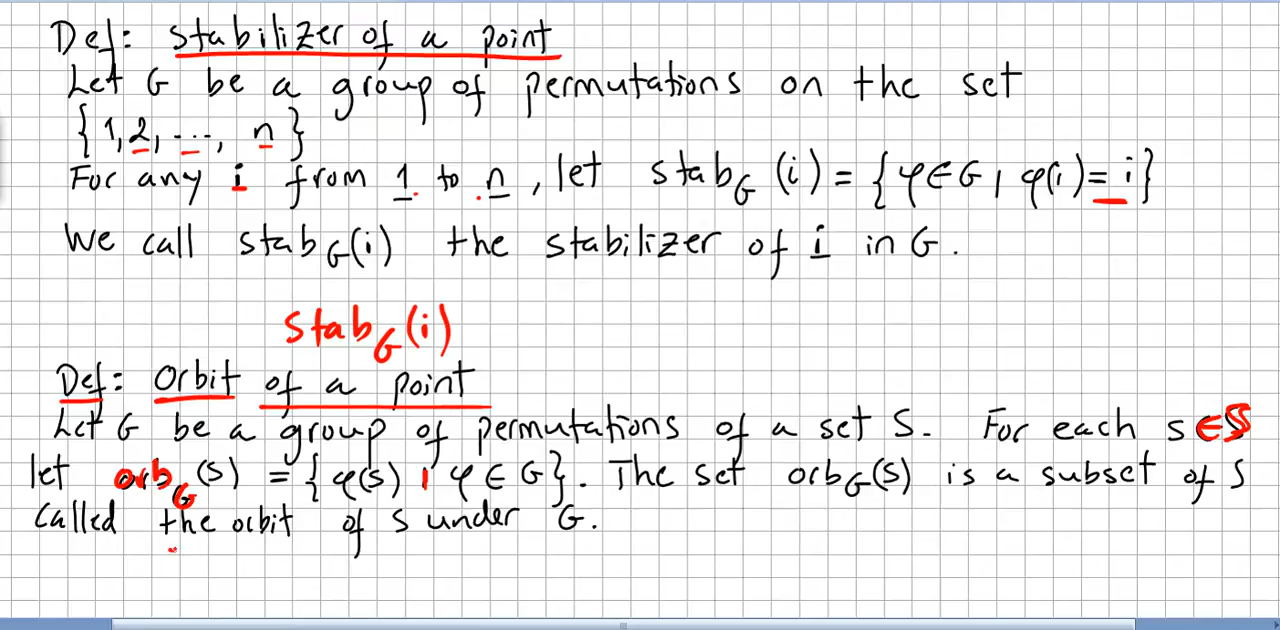 Def: stabilizer of a point
Let G be a group of permutations on the set
{1,2, ..., n}
For any i from 1 to n, let stab_G (i) = {φ∈G, φ(i)=i}
We call stab_G(i) the stabilizer of i in G.
stab_G(i)
Def: Orbit of a point
Let G be a group of permutations of a set S. For each s∈S
let orb_G(s) = {φ(s) | φ∈G}. The set orb_G(s) is a subset of S
called the orbit of s under G.